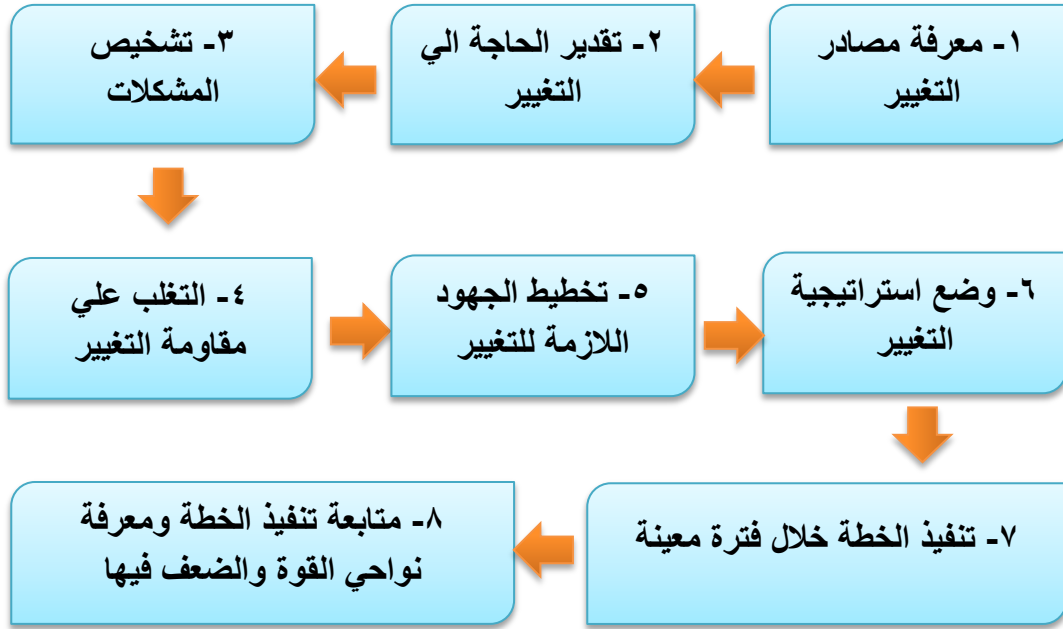 ١- معرفة مصادر
التغيير
٢- تقدير الحاجة الي
التغيير
٣- تشخيص
المشكلات
٤- التغلب علي
مقاومة التغيير
٥- تخطيط الجهود
اللازمة للتغيير
٦- وضع استراتيجية
التغيير
٧- تنفيذ الخطة خلال فترة معينة
٨- متابعة تنفيذ الخطة ومعرفة
نواحي القوة والضعف فيها